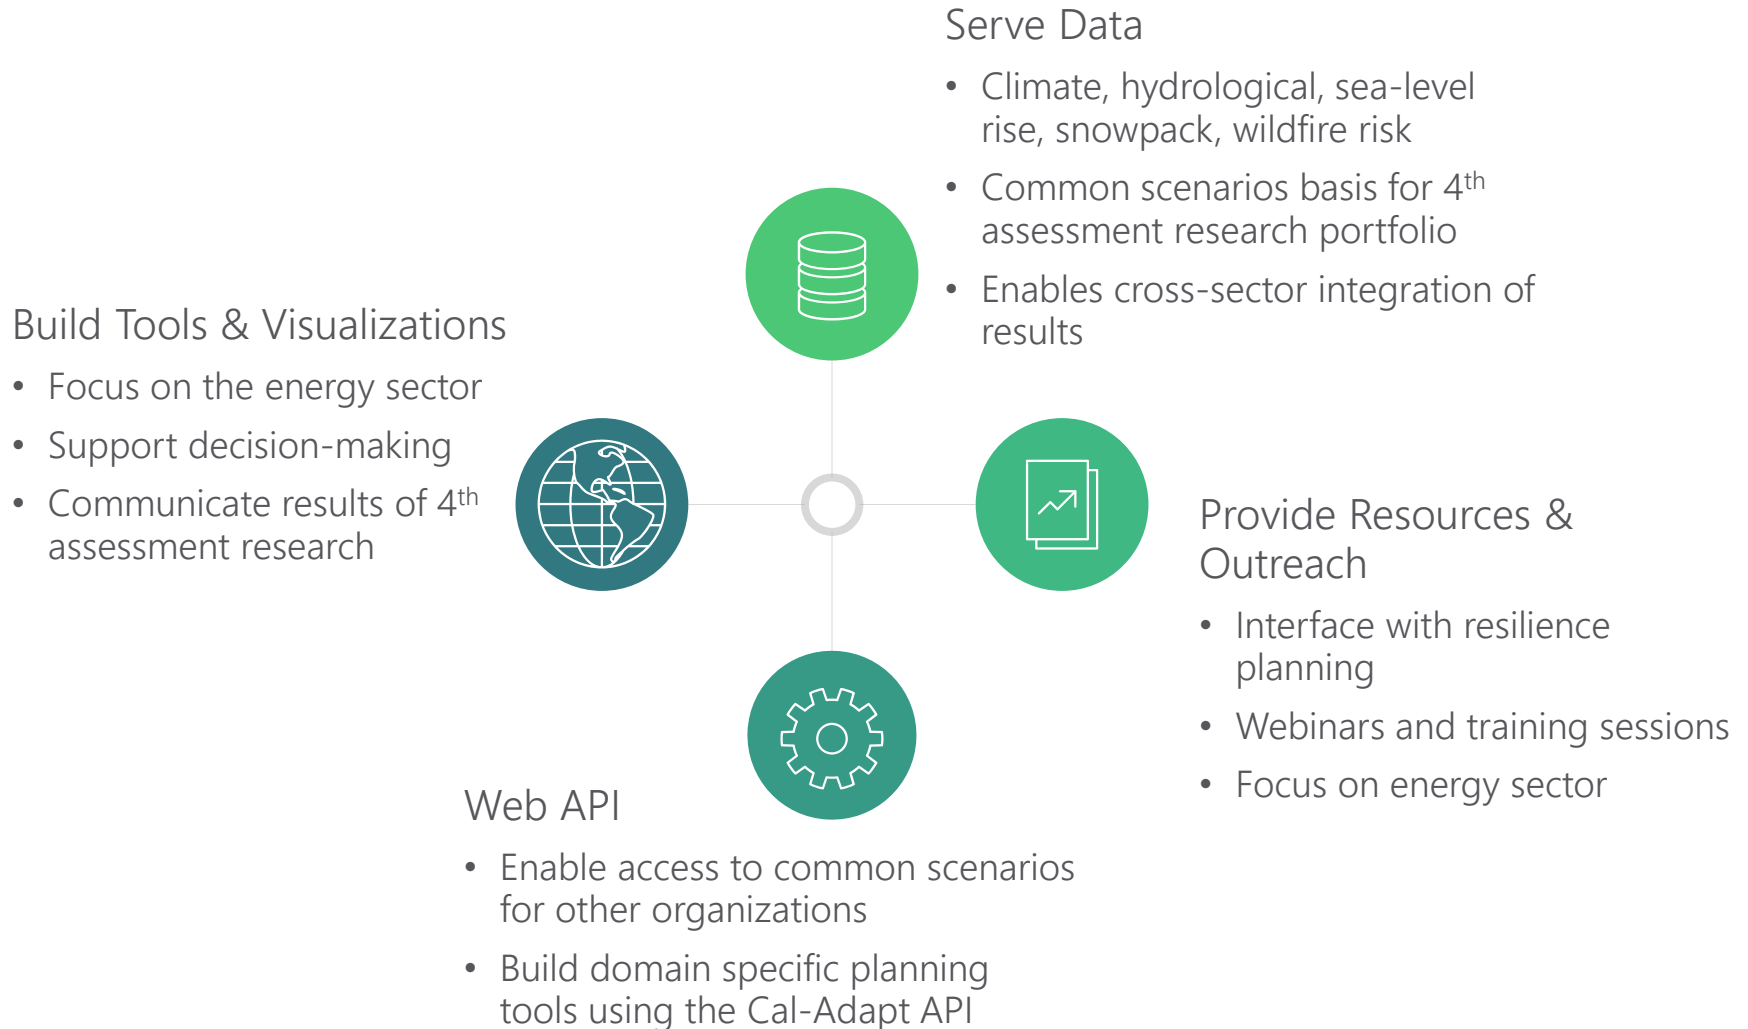 Serve Data
• Climate, hydrological, sea-level
rise, snowpack, wildfire risk
• Common scenarios basis for 4th
assessment research portfolio
• Enables cross-sector integration of
results
Build Tools & Visualizations
• Focus on the energy sector
• Support decision-making
• Communicate results of 4th
assessment research
Provide Resources &
Outreach
• Interface with resilience
planning
• Webinars and training sessions
• Focus on energy sector
Web API
• Enable access to common scenarios
for other organizations
• Build domain specific planning
tools using the Cal-Adapt API